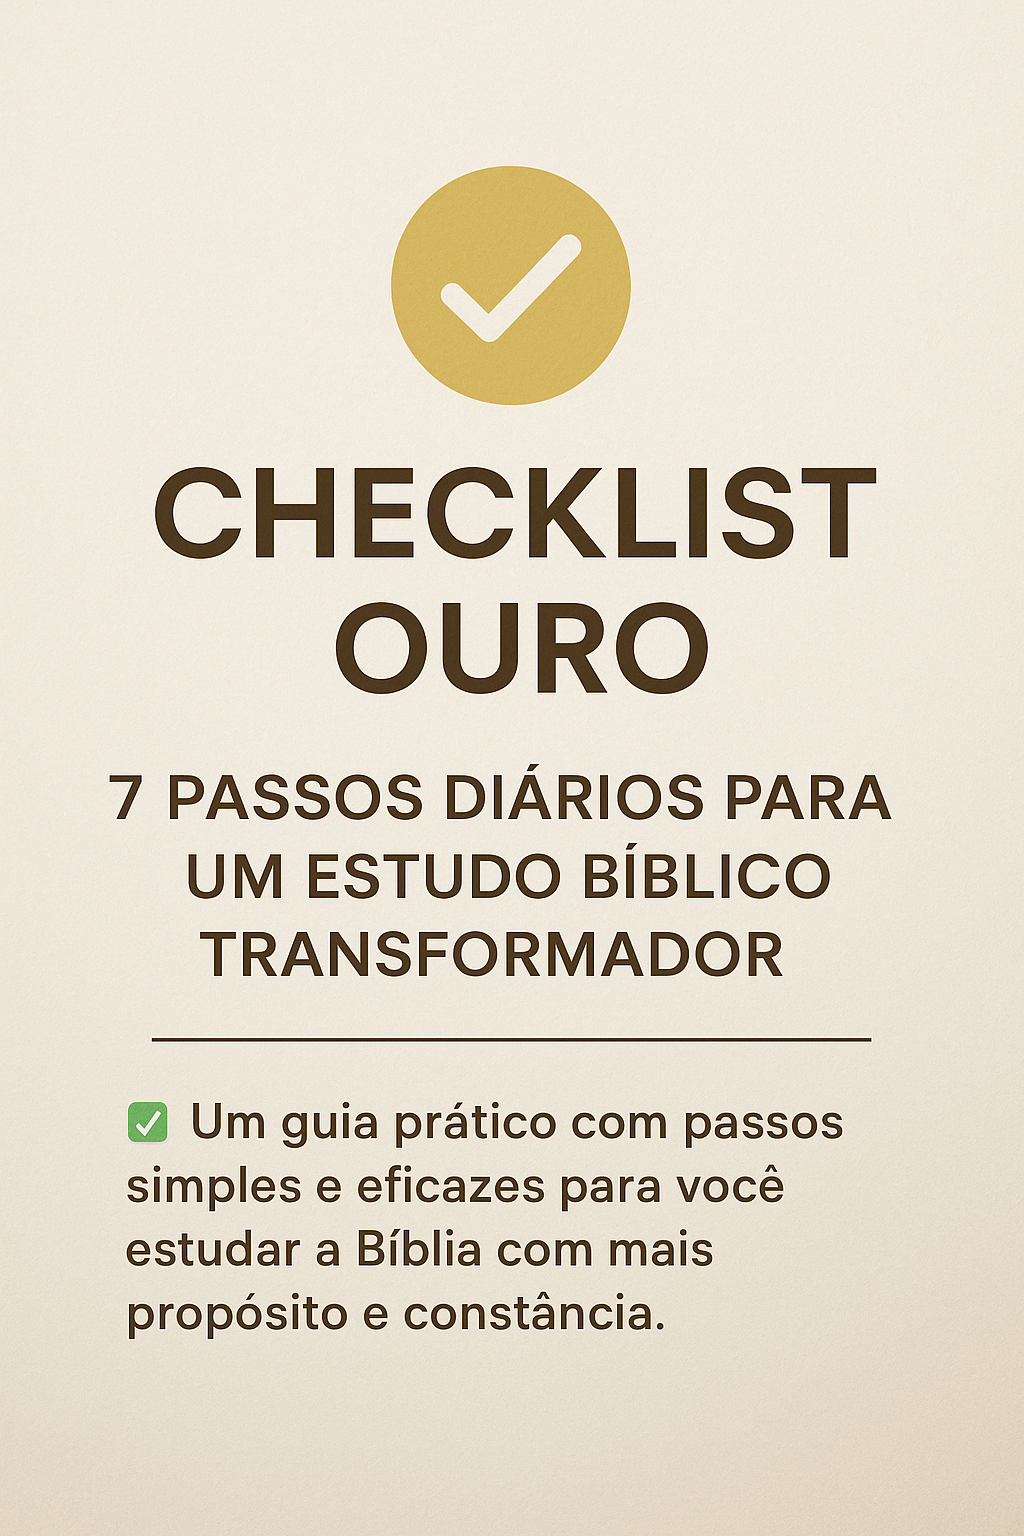 CHECKLIST
OURO
7 PASSOS DIÁRIOS PARA
UM ESTUDO BÍBLICO
TRANSFORMADOR
✅ Um guia prático com passos
simples e eficazes para você
estudar a Bíblia com mais
propósito e constância.